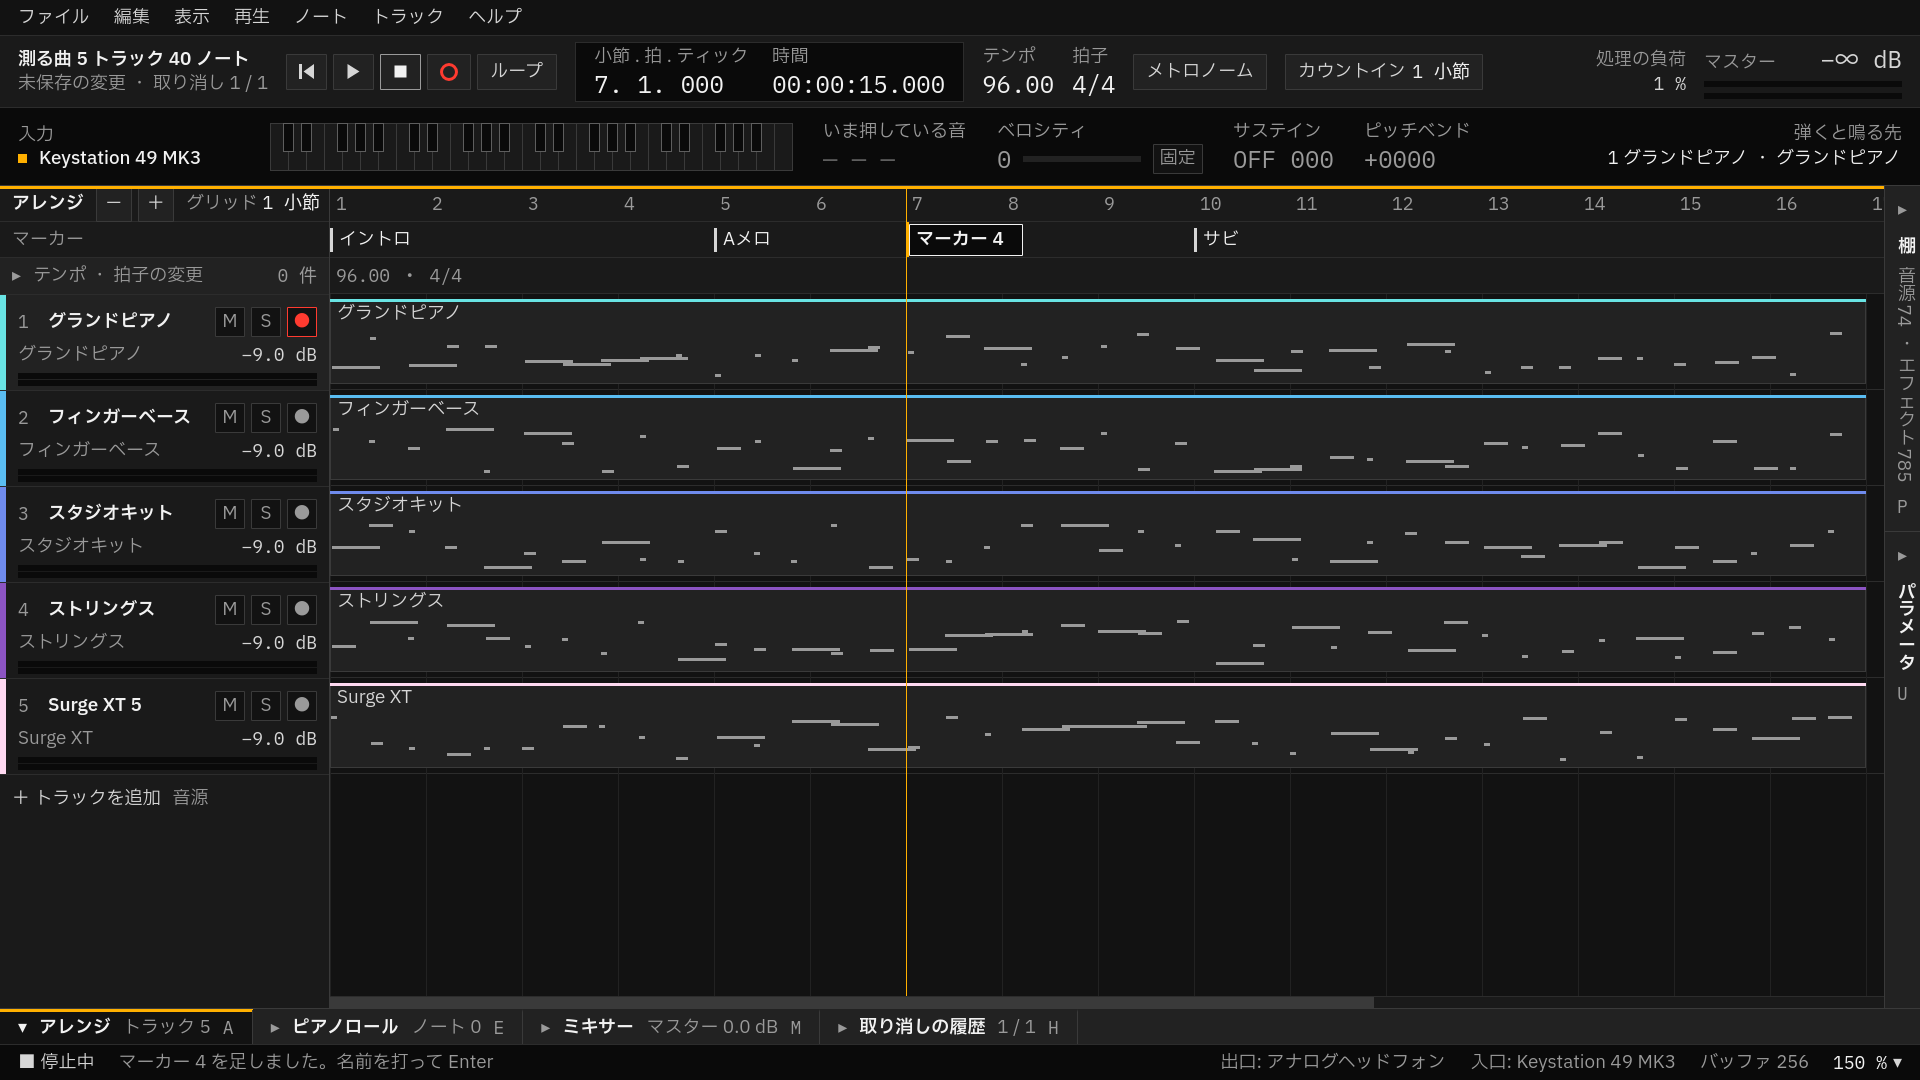 ファイル 編集 表示 再生 ノート トラック ヘルプ
測る曲 5 トラック 40 ノート
未保存の変更 ・ 取り消し 1 / 1
ループ
小節 . 拍 . ティック 時間
7. 1. 000 00:00:15.000
テンポ 拍子
96.00 4/4
メトロノーム
カウントイン 1 小節
処理の負荷
1 %
マスター −∞ dB
入力
Keystation 49 MK3
いま押している音
— — —
ベロシティ
0 固定
サステイン
OFF 000
ピッチベンド
+0000
弾くと鳴る先
1 グランドピアノ ・ グランドピアノ
アレンジ − + グリッド 1 小節
1 2 3 4 5 6 7 8 9 10 11 12 13 14 15 16 1
マーカー
イントロ Aメロ マーカー 4 サビ
▸ テンポ ・ 拍子の変更 0 件
96.00 ・ 4/4
1 グランドピアノ M S
グランドピアノ −9.0 dB
グランドピアノ
2 フィンガーベース M S
フィンガーベース −9.0 dB
フィンガーベース
3 スタジオキット M S
スタジオキット −9.0 dB
スタジオキット
4 ストリングス M S
ストリングス −9.0 dB
ストリングス
5 Surge XT 5 M S
Surge XT −9.0 dB
Surge XT
+ トラックを追加 音源
▸ 棚 音源74 ・ エフェクト785 P
▸ パラメータ U
▾ アレンジ トラック 5 A
▸ ピアノロール ノート 0 E
▸ ミキサー マスター 0.0 dB M
▸ 取り消しの履歴 1 / 1 H
■ 停止中 マーカー 4 を足しました。名前を打って Enter
出口: アナログヘッドフォン 入口: Keystation 49 MK3 バッファ 256 150 % ▾